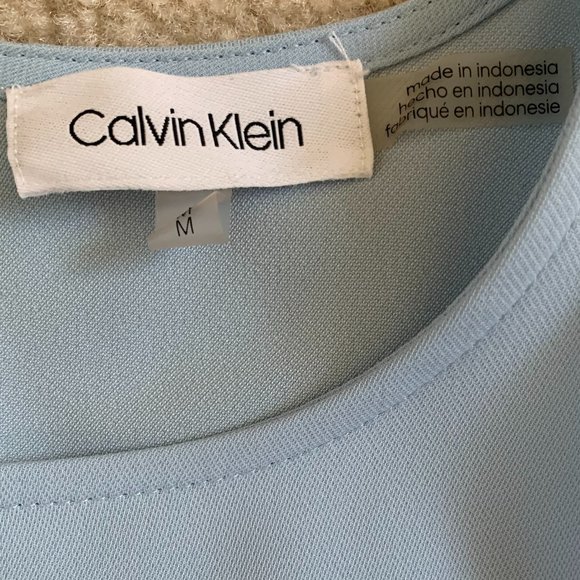 Calvin Klein
made in indonesia
hecho en indonesia
fabriqué en indonesie
M